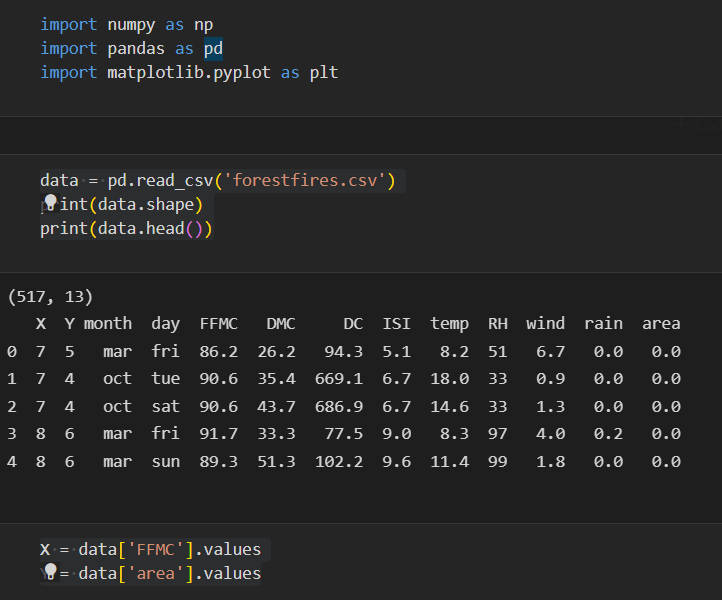 import numpy as np
import pandas as pd
import matplotlib.pyplot as plt
data = pd.read_csv('forestfires.csv')
print(data.shape)
print(data.head())
(517, 13)
X Y month day FFMC DMC DC ISI temp RH wind rain area
0 7 5 mar fri 86.2 26.2 94.3 5.1 8.2 51 6.7 0.0 0.0
1 7 4 oct tue 90.6 35.4 669.1 6.7 18.0 33 0.9 0.0 0.0
2 7 4 oct sat 90.6 43.7 686.9 6.7 14.6 33 1.3 0.0 0.0
3 8 6 mar fri 91.7 33.3 77.5 9.0 8.3 97 4.0 0.2 0.0
4 8 6 mar sun 89.3 51.3 102.2 9.6 11.4 99 1.8 0.0 0.0
X = data['FFMC'].values
= data['area'].values